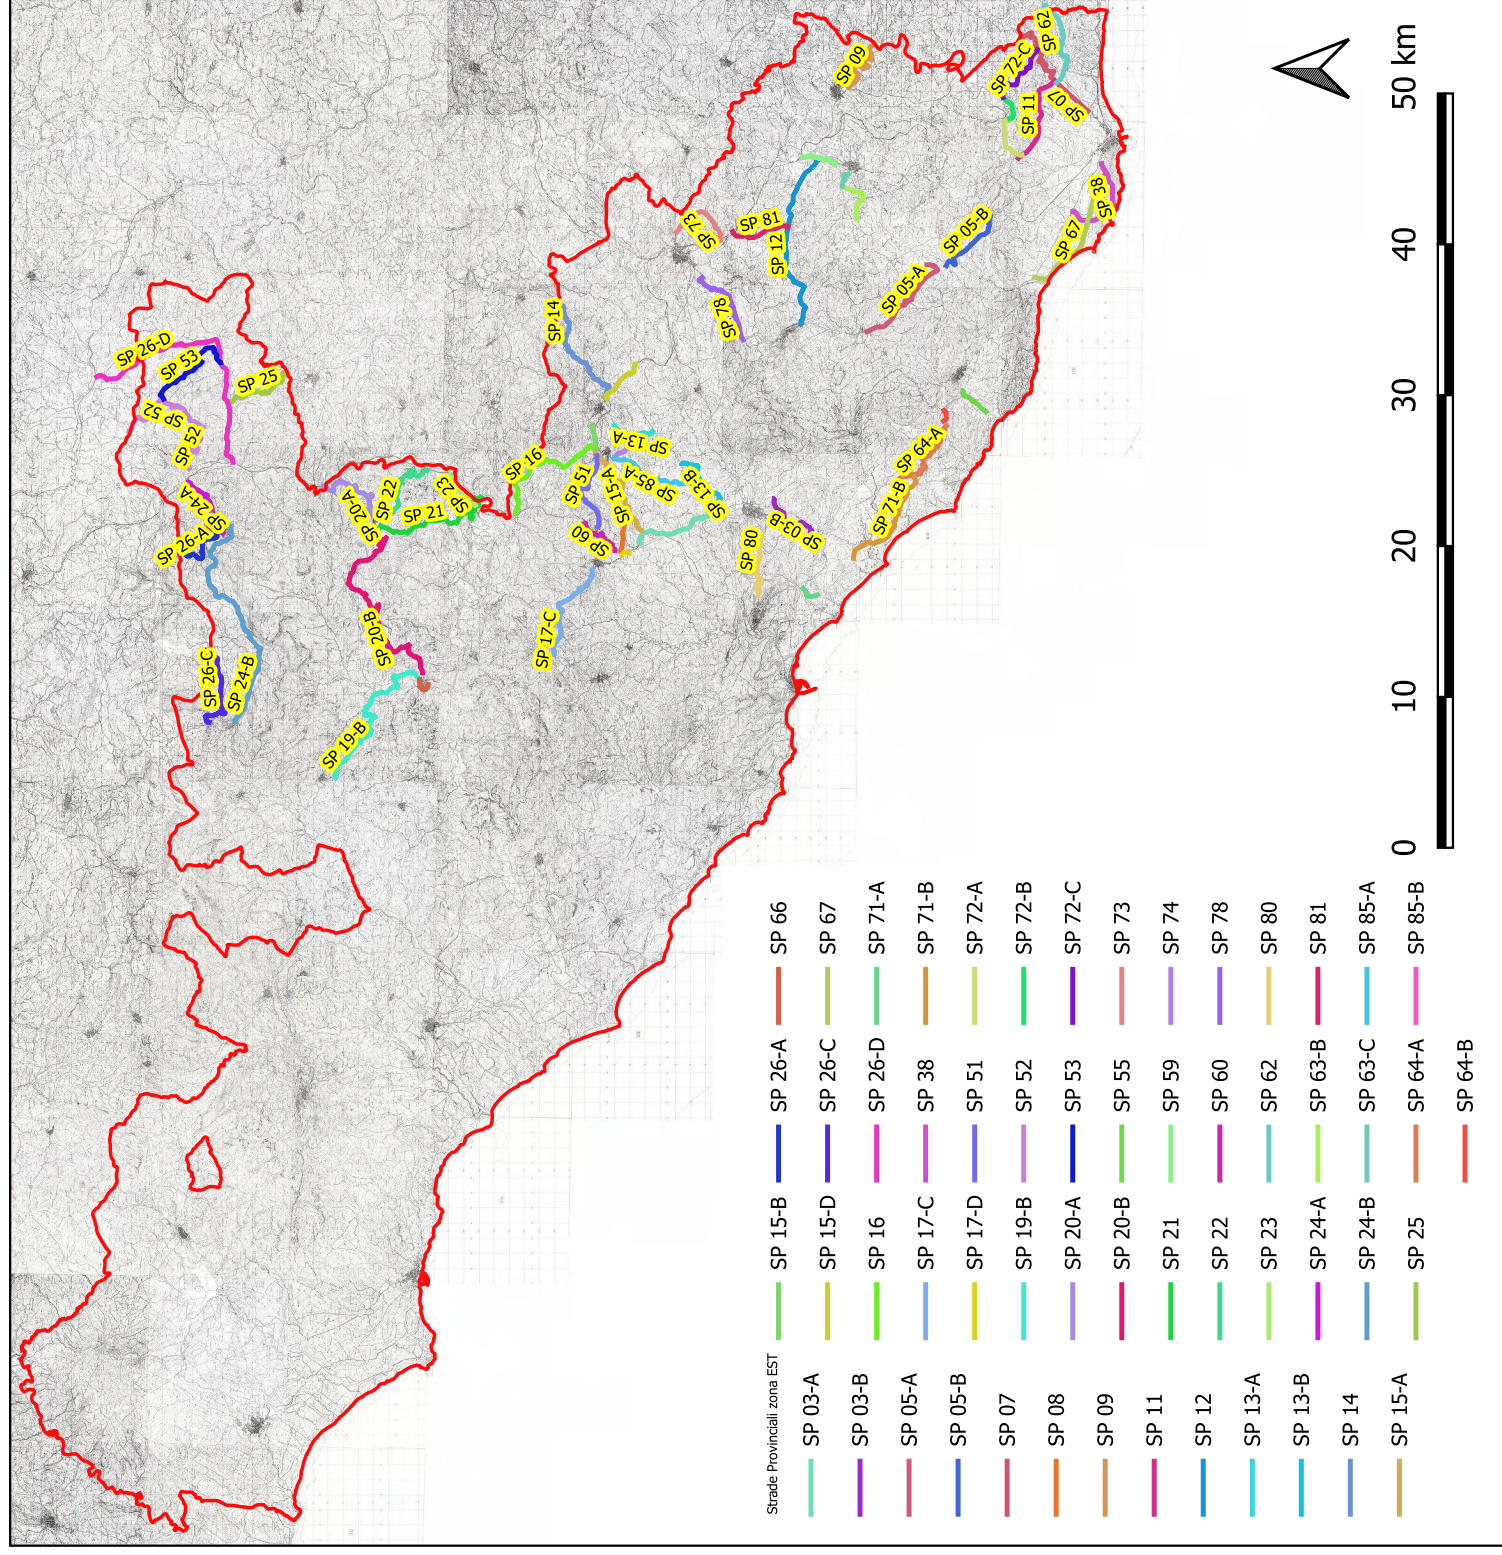 SP 26-D
SP 53
SP 25
SP 52
SP 52
SP 24-A
SP 26-A
SP 26-C
SP 24-B
SP 20-A
SP 22
SP 21
SP 23
SP 20-B
SP 19-B
SP 16
SP 14
SP 51
SP 15-A
SP 13-A
SP 85-A
SP 13-B
SP 60
SP 17-C
SP 80
SP 03-B
SP 73
SP 81
SP 12
SP 78
SP 09
SP 05-A
SP 05-B
SP 64-A
SP 71-B
SP 62
SP 72-C
SP 11
SP 07
SP 38
SP 67
0 10 20 30 40 50 km
Strade Provinciali zona EST
SP 03-A
SP 03-B
SP 05-A
SP 05-B
SP 07
SP 08
SP 09
SP 11
SP 12
SP 13-A
SP 13-B
SP 14
SP 15-A
SP 15-B
SP 15-D
SP 16
SP 17-C
SP 17-D
SP 19-B
SP 20-A
SP 20-B
SP 21
SP 22
SP 23
SP 24-A
SP 24-B
SP 25
SP 26-A
SP 26-C
SP 26-D
SP 38
SP 51
SP 52
SP 53
SP 55
SP 59
SP 60
SP 62
SP 63-B
SP 63-C
SP 64-A
SP 64-B
SP 66
SP 67
SP 71-A
SP 71-B
SP 72-A
SP 72-B
SP 72-C
SP 73
SP 74
SP 78
SP 80
SP 81
SP 85-A
SP 85-B